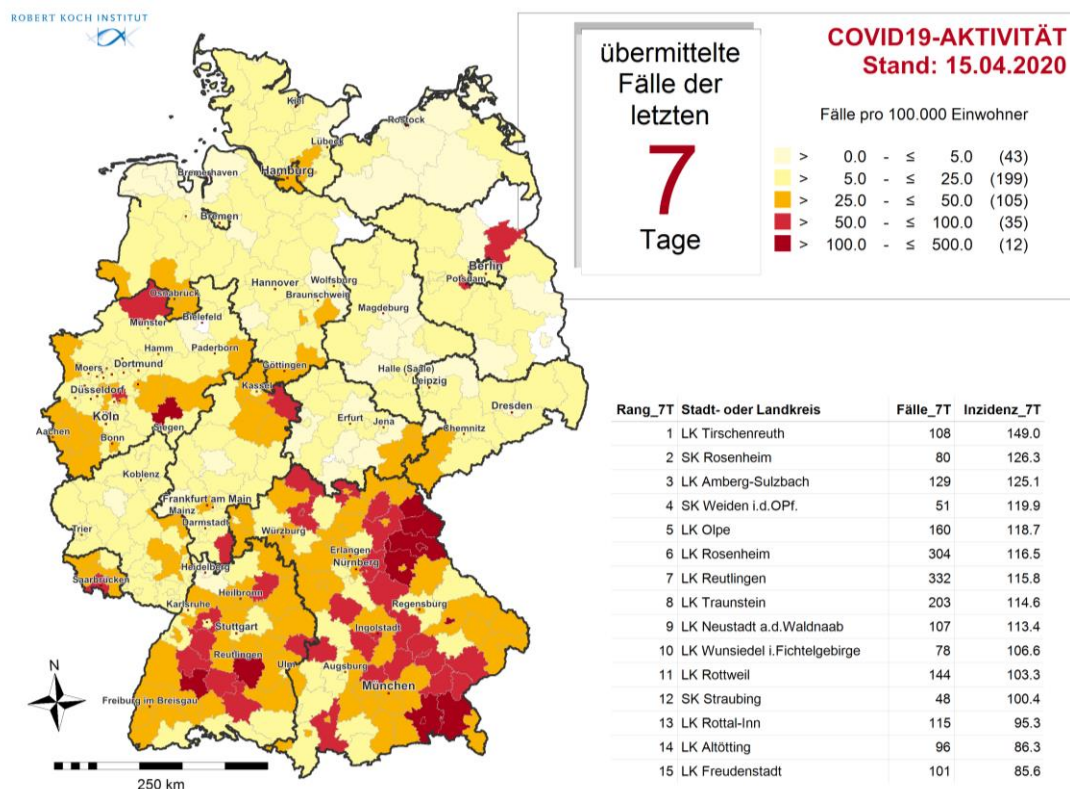 ROBERT KOCH INSTITUT
übermittelte
Fälle der
letzten
7
Tage
COVID19-AKTIVITÄT
Stand: 15.04.2020
Fälle pro 100.000 Einwohner
> 0.0 - ≤ 5.0 (43)
> 5.0 - ≤ 25.0 (199)
> 25.0 - ≤ 50.0 (105)
> 50.0 - ≤ 100.0 (35)
> 100.0 - ≤ 500.0 (12)
Kiel
Rostock
Lübeck
Hamburg
Bremerhaven
Bremen
Berlin
Potsdam
Wolfsburg
Hannover
Braunschweig
Osnabrück
Magdeburg
Bielefeld
Münster
Hamm
Paderborn
Göttingen
Moers
Dortmund
Halle (Saale)
Kassel
Leipzig
Düsseldorf
Dresden
Köln
Erfurt
Jena
Chemnitz
Siegen
Aachen
Bonn
Koblenz
Frankfurt am Main
Mainz
Darmstadt
Würzburg
Trier
Erlangen
Nürnberg
Heidelberg
Saarbrücken
Heilbronn
Karlsruhe
Regensburg
Stuttgart
Ingolstadt
Reutlingen
Ulm
Augsburg
München
Freiburg im Breisgau
N
250 km
Rang_7T Stadt- oder Landkreis Fälle_7T Inzidenz_7T
1 LK Tirschenreuth 108 149.0
2 SK Rosenheim 80 126.3
3 LK Amberg-Sulzbach 129 125.1
4 SK Weiden i.d.OPf. 51 119.9
5 LK Olpe 160 118.7
6 LK Rosenheim 304 116.5
7 LK Reutlingen 332 115.8
8 LK Traunstein 203 114.6
9 LK Neustadt a.d.Waldnaab 107 113.4
10 LK Wunsiedel i.Fichtelgebirge 78 106.6
11 LK Rottweil 144 103.3
12 SK Straubing 48 100.4
13 LK Rottal-Inn 115 95.3
14 LK Altötting 96 86.3
15 LK Freudenstadt 101 85.6